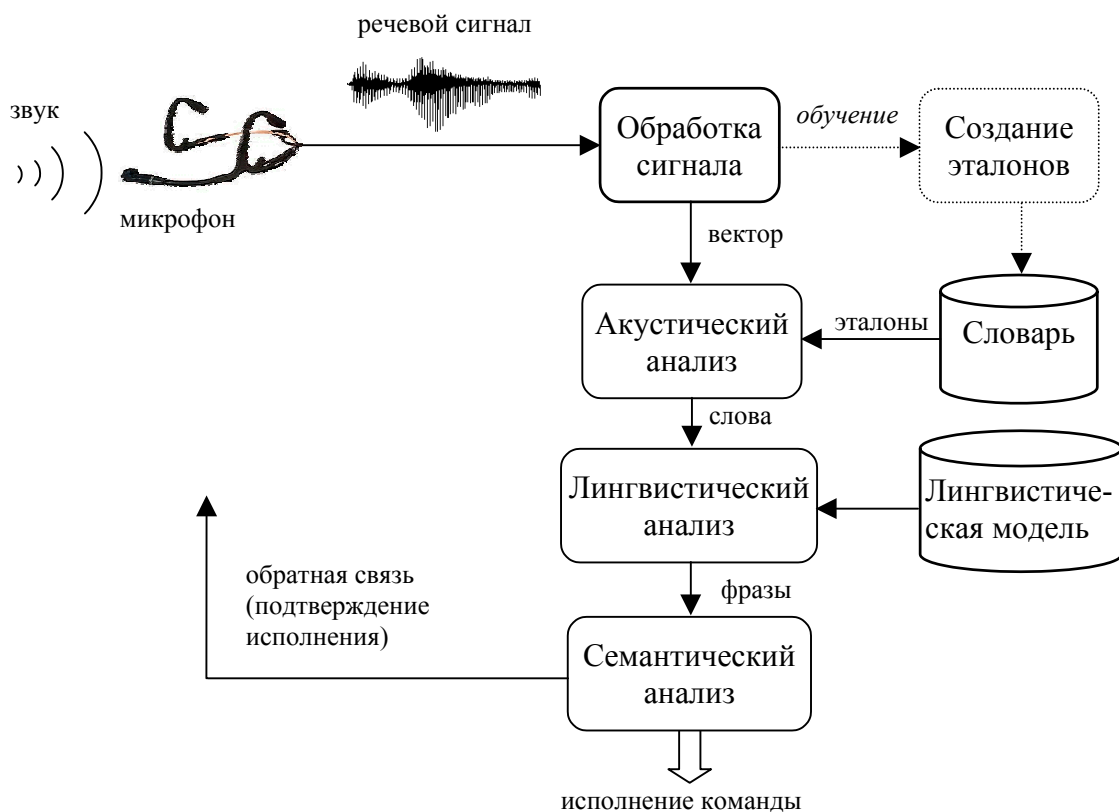 речевой сигнал
звук
микрофон
Обработка
сигнала
обучение
Создание
эталонов
вектор
Акустический
анализ
эталоны
Словарь
слова
Лингвистический
анализ
Лингвистиче-
ская модель
фразы
обратная связь
(подтверждение
исполнения)
Семантический
анализ
исполнение команды